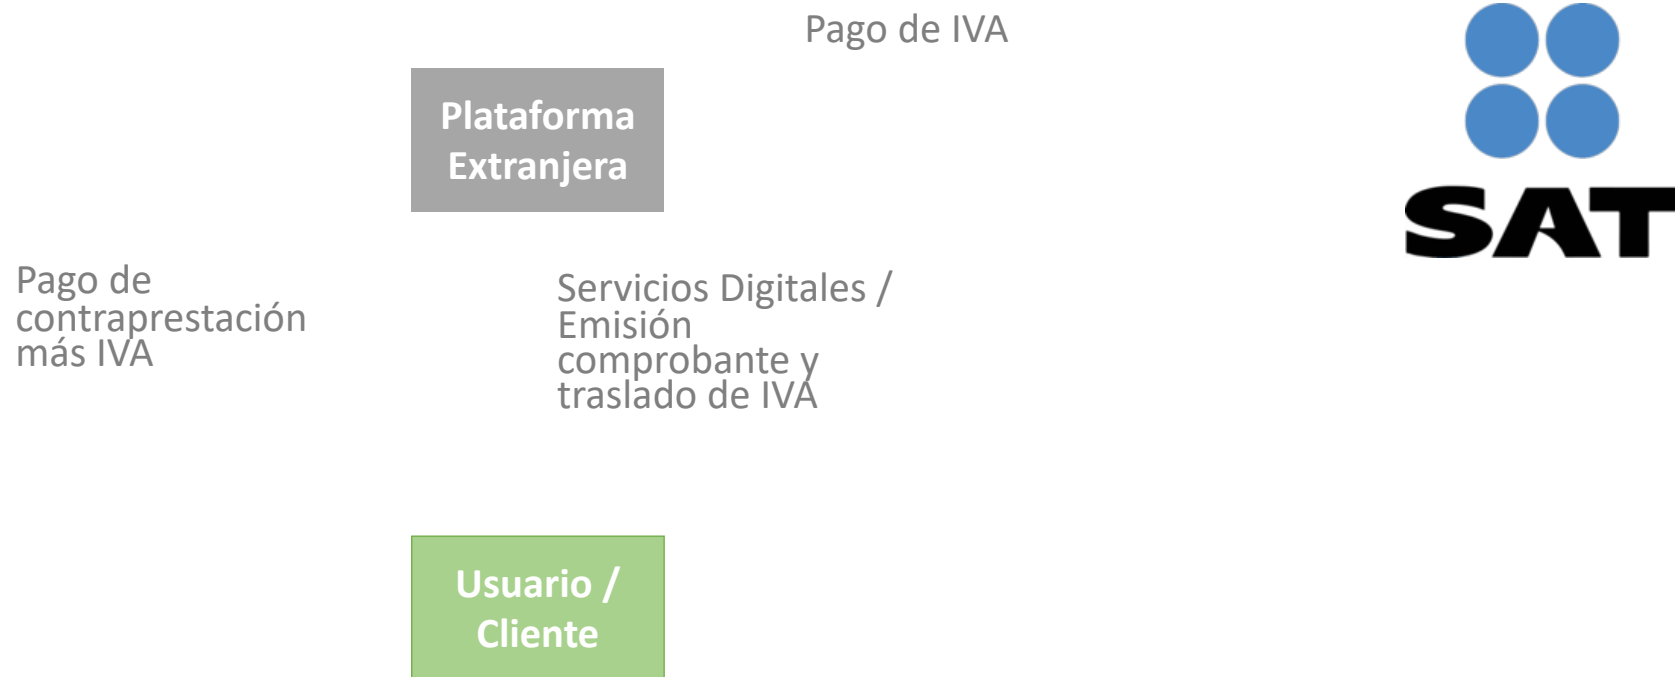 Pago de IVA
Plataforma
Extranjera
SAT
Pago de
contraprestación
más IVA
Servicios Digitales /
Emisión
comprobante y
traslado de IVA
Usuario /
Cliente